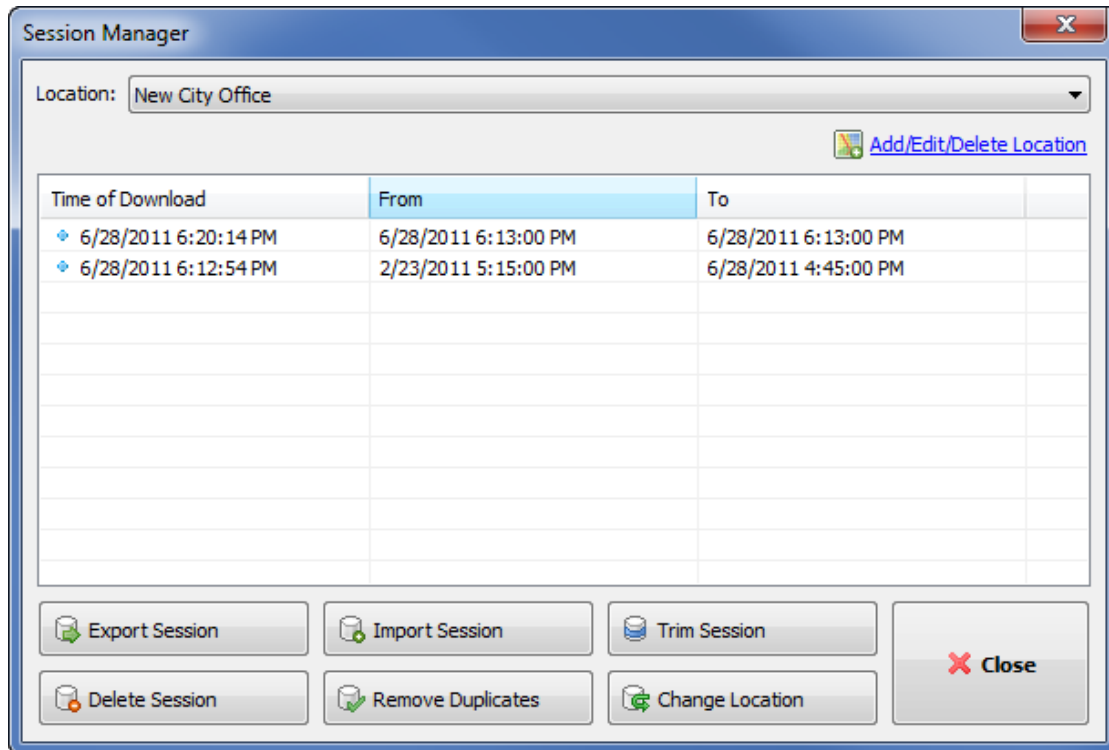 Session Manager
Location: New City Office
Add/Edit/Delete Location
Time of Download From To
6/28/2011 6:20:14 PM 6/28/2011 6:13:00 PM 6/28/2011 6:13:00 PM
6/28/2011 6:12:54 PM 2/23/2011 5:15:00 PM 6/28/2011 4:45:00 PM
Export Session Import Session Trim Session
Close
Delete Session Remove Duplicates Change Location